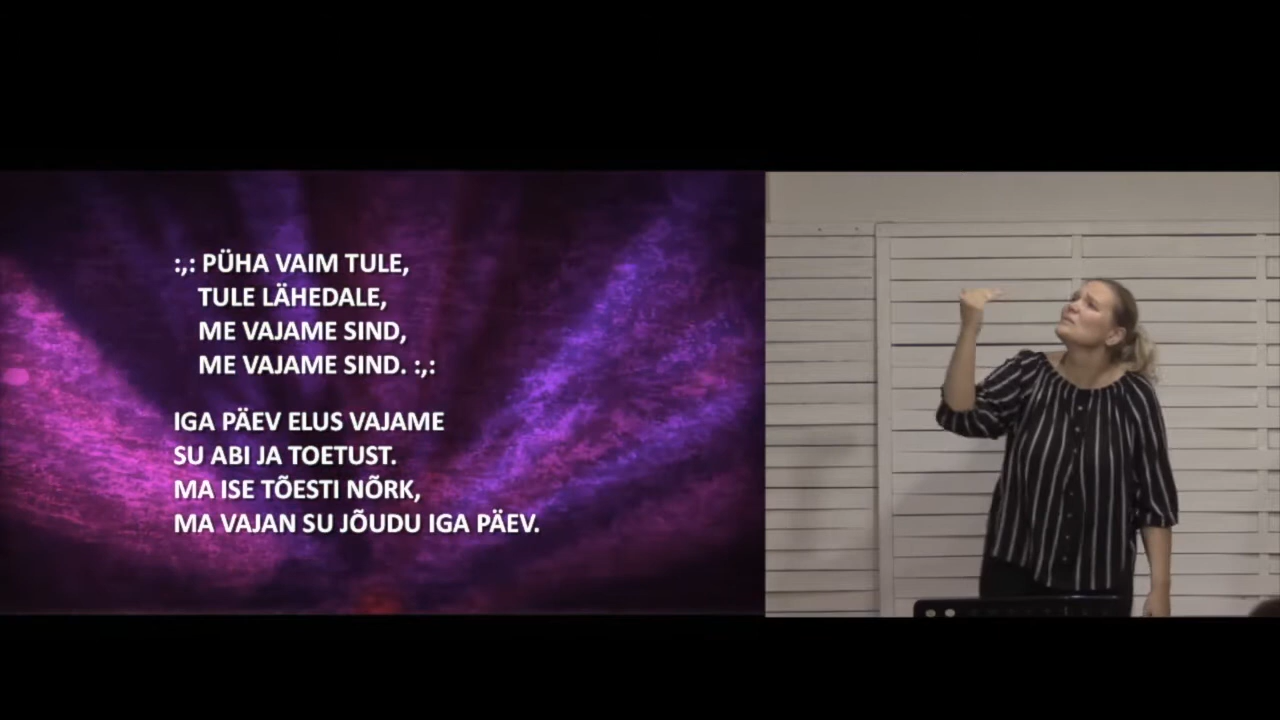 :,: PÜHA VAIM TULE,
TULE LÄHEDALE,
ME VAJAME SIND,
ME VAJAME SIND. :,:
IGA PÄEV ELUS VAJAME
SU ABI JA TOETUST.
MA ISE TÕESTI NÕRK,
MA VAJAN SU JÕUDU IGA PÄEV.